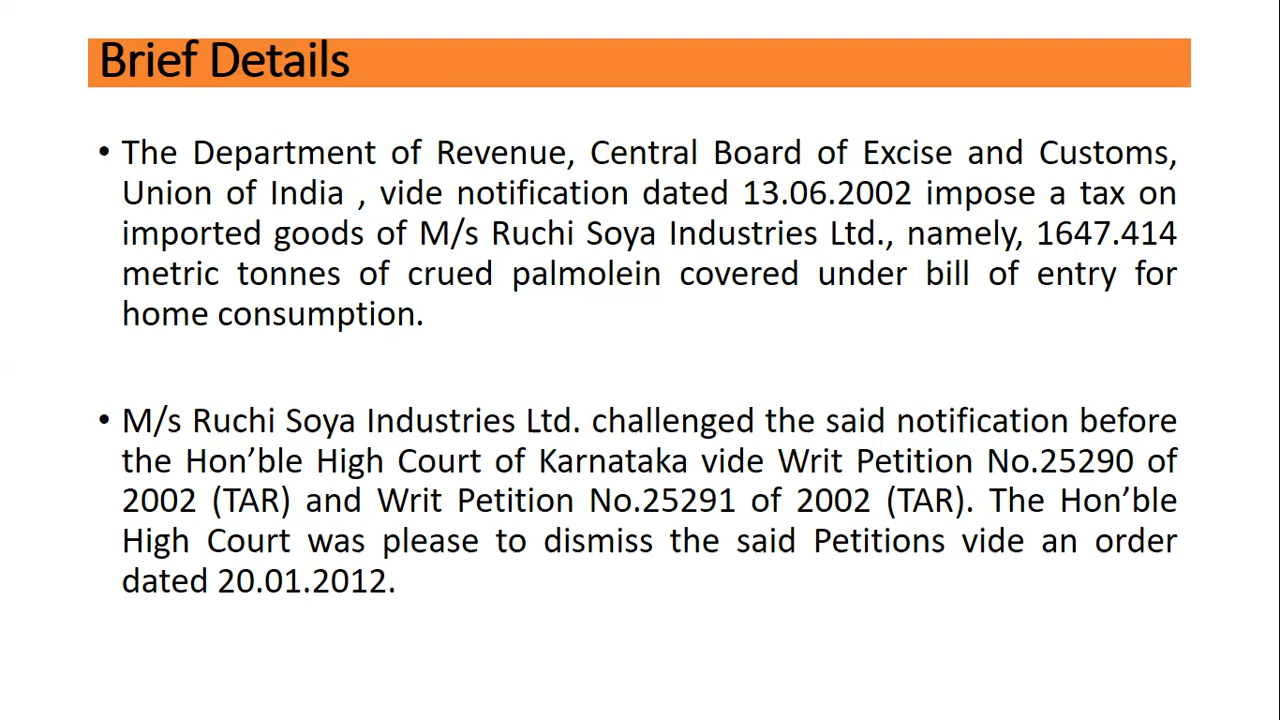 Brief Details
• The Department of Revenue, Central Board of Excise and Customs,
Union of India , vide notification dated 13.06.2002 impose a tax on
imported goods of M/s Ruchi Soya Industries Ltd., namely, 1647.414
metric tonnes of crued palmolein covered under bill of entry for
home consumption.
• M/s Ruchi Soya Industries Ltd. challenged the said notification before
the Hon’ble High Court of Karnataka vide Writ Petition No.25290 of
2002 (TAR) and Writ Petition No.25291 of 2002 (TAR). The Hon’ble
High Court was please to dismiss the said Petitions vide an order
dated 20.01.2012.